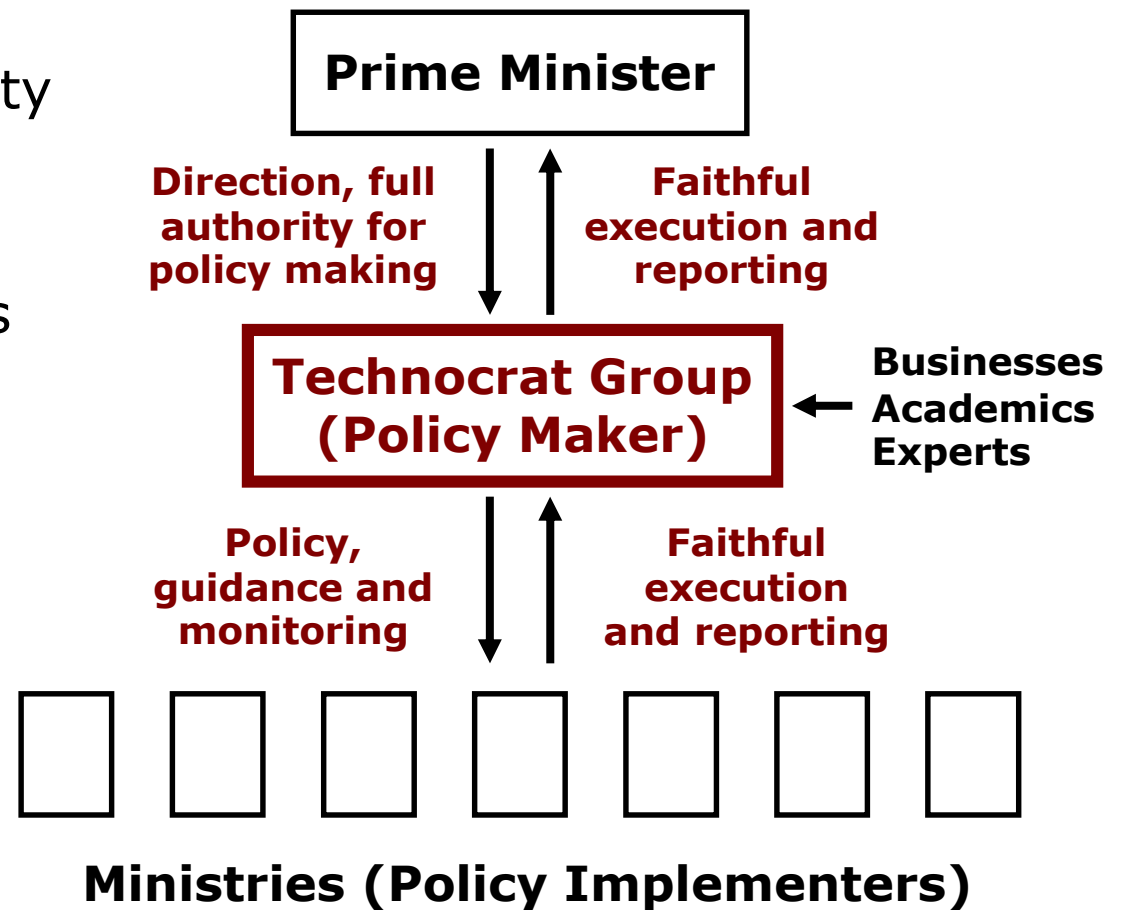 Prime Minister
ty
Direction, full
authority for
policy making
Faithful
execution and
reporting
s
Technocrat Group
(Policy Maker)
Businesses
Academics
Experts
Policy,
guidance and
monitoring
Faithful
execution
and reporting
Ministries (Policy Implementers)